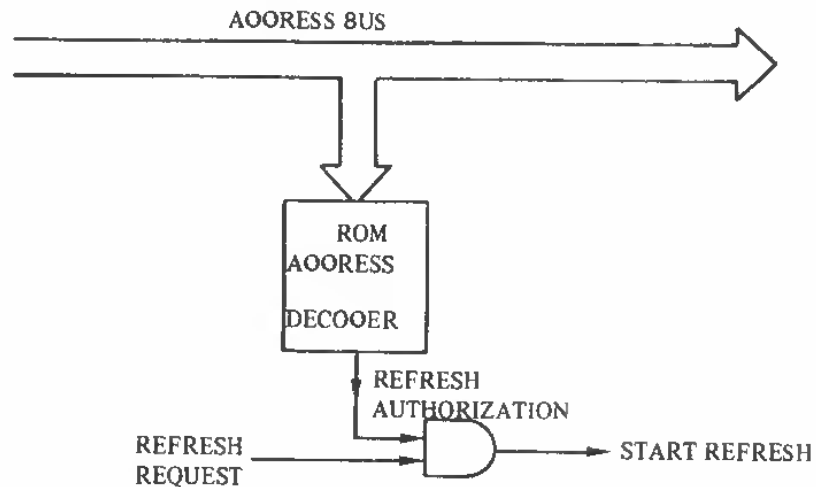 AOORESS 8US
ROM
AOORESS
DECOOER
REFRESH
AUTHORIZATION
REFRESH
REQUEST
START REFRESH